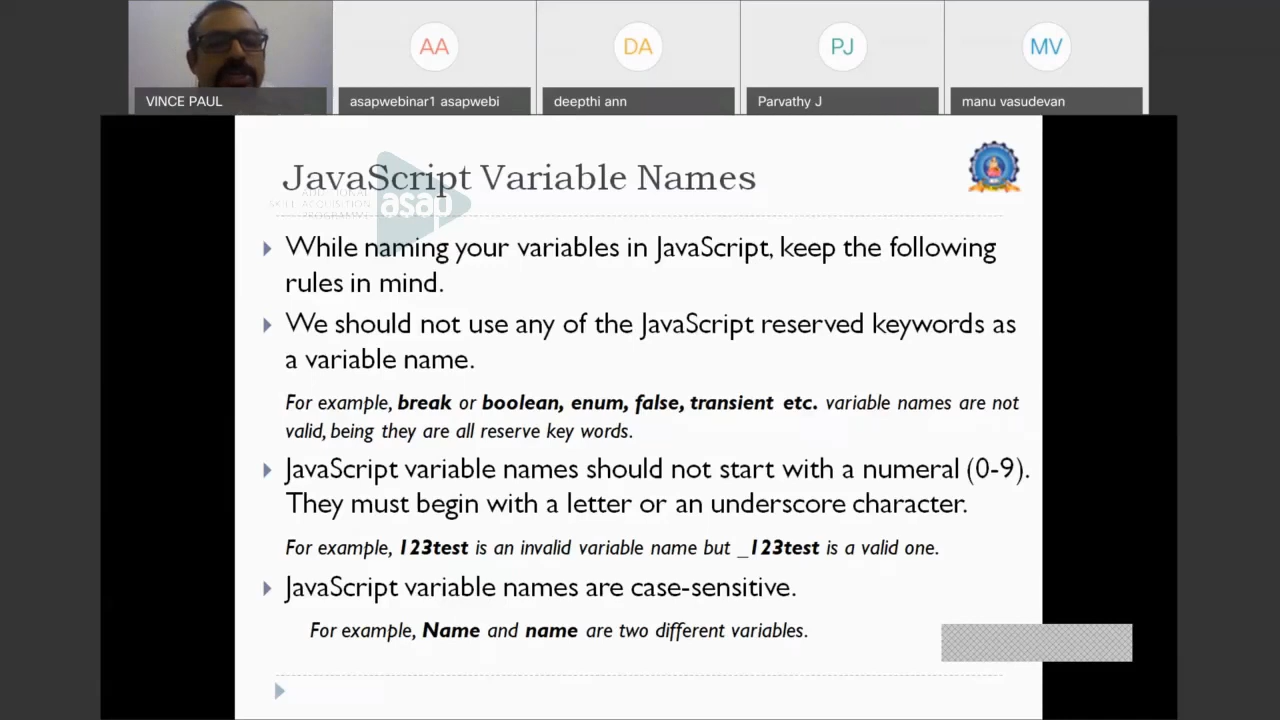 AA
DA
PJ
MV
VINCE PAUL
asapwebinar1 asapwebi
deepthi ann
Parvathy J
manu vasudevan
JavaScript Variable Names
ADDITIONAL
SKILL ACQUISITION
PROGRAMME
asap
While naming your variables in JavaScript, keep the following
rules in mind.
We should not use any of the JavaScript reserved keywords as
a variable name.
For example, break or boolean, enum, false, transient etc. variable names are not
valid, being they are all reserve key words.
JavaScript variable names should not start with a numeral (0-9).
They must begin with a letter or an underscore character.
For example, 123test is an invalid variable name but _123test is a valid one.
JavaScript variable names are case-sensitive.
For example, Name and name are two different variables.